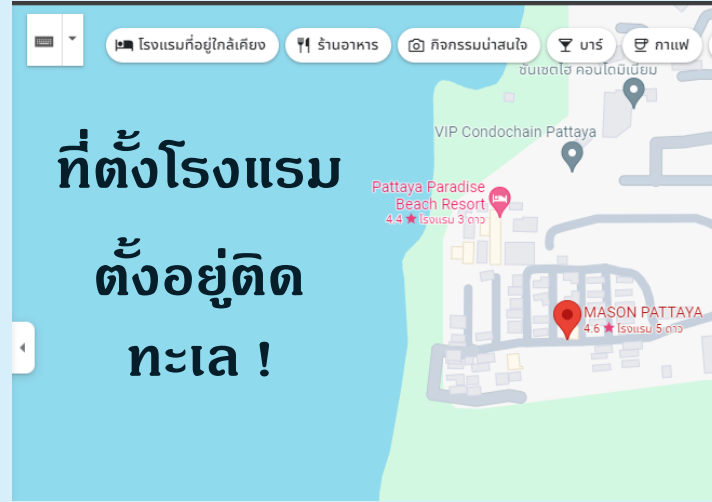 โรงแรมที่อยู่ใกล้เคียง
ร้านอาหาร
กิจกรรมน่าสนใจ
บาร์
กาแฟ
ซันเซตไฮ คอนโดมิเนียม
VIP Condochain Pattaya
ที่ตั้งโรงแรม
Pattaya Paradise
Beach Resort
4.4 ★ โรงแรม 3 ดาว
ตั้งอยู่ติด
MASON PATTAYA
4.6 ★ โรงแรม 5 ดาว
ทะเล !